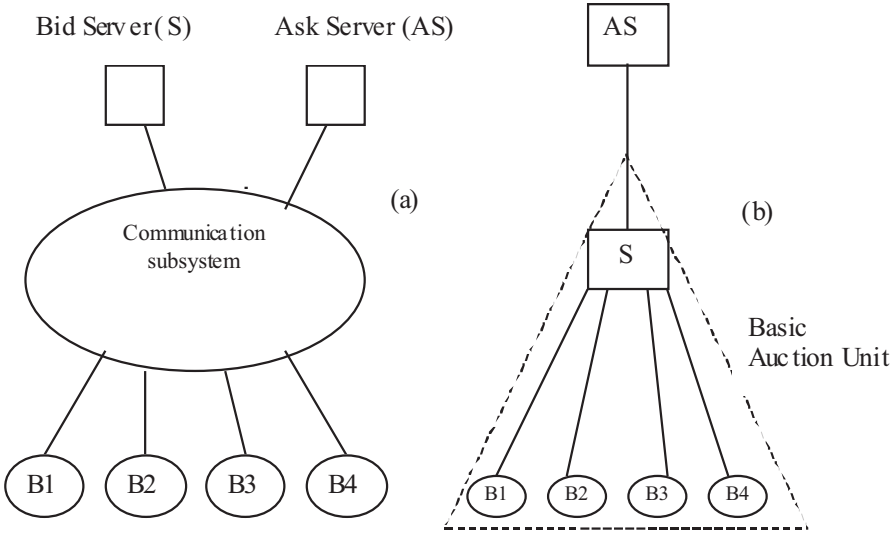 Bid Server(S)
Ask Server (AS)
Communication
subsystem
(a)
B1
B2
B3
B4
AS
(b)
S
Basic
Auction Unit
B1
B2
B3
B4